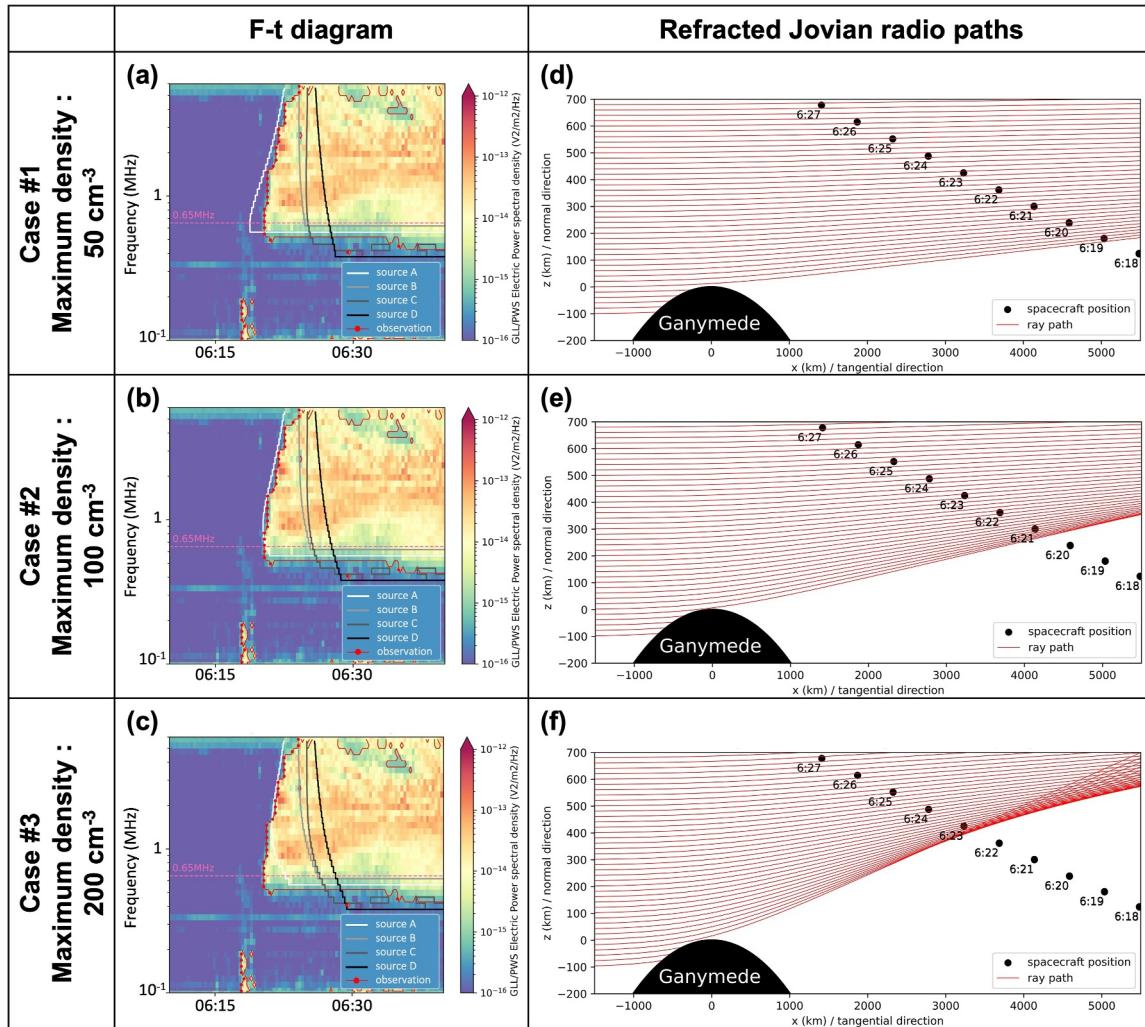 F-t diagram
Refracted Jovian radio paths
Case #1
Maximum density :
50 cm⁻³
(a)
Frequency (MHz)
1
10⁻¹
0.65MHz
source A
source B
source C
source D
observation
06:15
06:30
10⁻¹²
10⁻¹³
10⁻¹⁴
10⁻¹⁵
10⁻¹⁶
GLL/PWS Electric Power spectral density (V2/m2/Hz)
(d)
z (km) / normal direction
700
600
500
400
300
200
100
0
−100
−200
6:27
6:26
6:25
6:24
6:23
6:22
6:21
6:20
6:19
6:18
Ganymede
spacecraft position
ray path
−1000
0
1000
2000
3000
4000
5000
x (km) / tangential direction
Case #2
Maximum density :
100 cm⁻³
(b)
Frequency (MHz)
1
10⁻¹
0.65MHz
source A
source B
source C
source D
observation
06:15
06:30
10⁻¹²
10⁻¹³
10⁻¹⁴
10⁻¹⁵
10⁻¹⁶
GLL/PWS Electric Power spectral density (V2/m2/Hz)
(e)
z (km) / normal direction
700
600
500
400
300
200
100
0
−100
−200
6:27
6:26
6:25
6:24
6:23
6:22
6:21
6:20
6:19
6:18
Ganymede
spacecraft position
ray path
−1000
0
1000
2000
3000
4000
5000
x (km) / tangential direction
Case #3
Maximum density :
200 cm⁻³
(c)
Frequency (MHz)
1
10⁻¹
0.65MHz
source A
source B
source C
source D
observation
06:15
06:30
10⁻¹²
10⁻¹³
10⁻¹⁴
10⁻¹⁵
10⁻¹⁶
GLL/PWS Electric Power spectral density (V2/m2/Hz)
(f)
z (km) / normal direction
700
600
500
400
300
200
100
0
−100
−200
6:27
6:26
6:25
6:24
6:23
6:22
6:21
6:20
6:19
6:18
Ganymede
spacecraft position
ray path
−1000
0
1000
2000
3000
4000
5000
x (km) / tangential direction